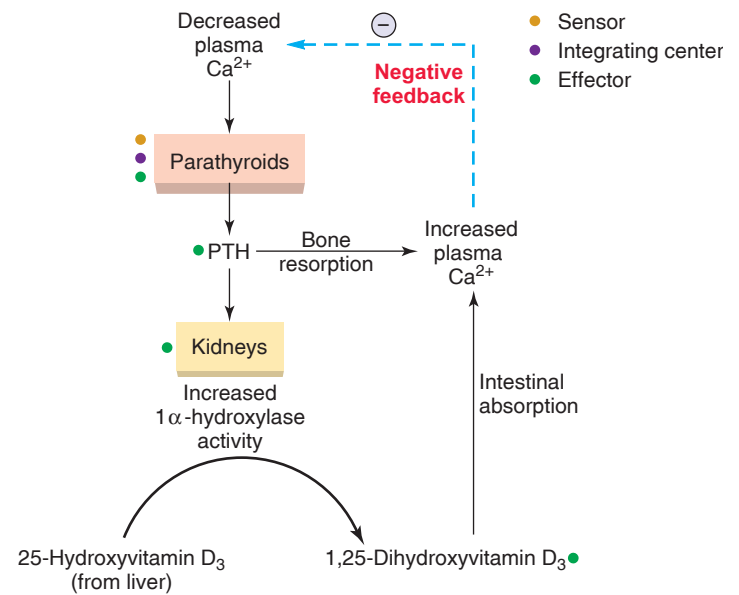 Decreased
plasma
Ca2+
−
Negative
feedback
Sensor
Integrating center
Effector
Parathyroids
PTH
Bone
resorption
Increased
plasma
Ca2+
Kidneys
Increased
1α-hydroxylase
activity
Intestinal
absorption
25-Hydroxyvitamin D3
(from liver)
1,25-Dihydroxyvitamin D3